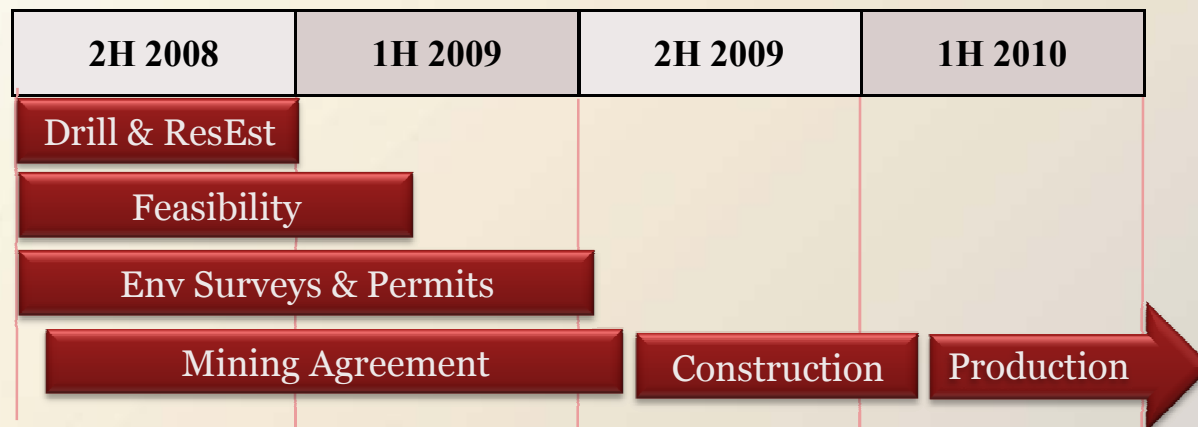 2H 2008 1H 2009 2H 2009 1H 2010
Drill & ResEst
Feasibility
Env Surveys & Permits
Mining Agreement Construction Production